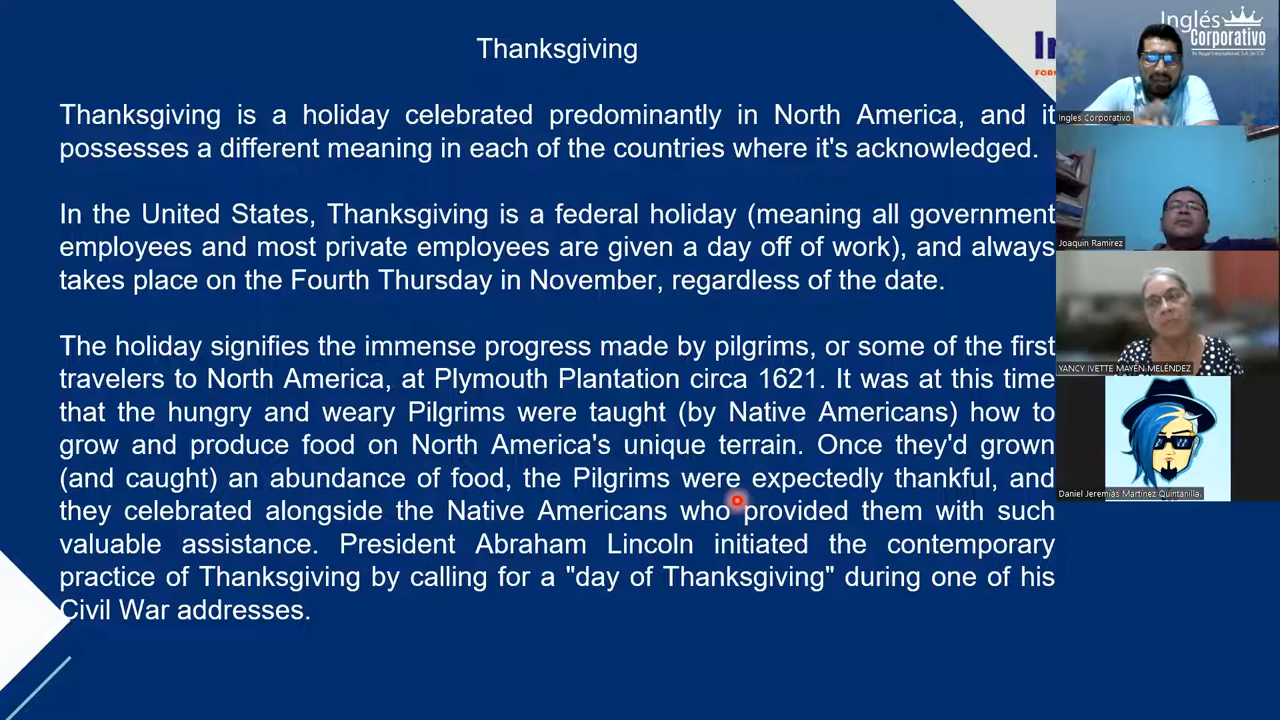 Thanksgiving
Thanksgiving is a holiday celebrated predominantly in North America, and it
possesses a different meaning in each of the countries where it's acknowledged.
In the United States, Thanksgiving is a federal holiday (meaning all government
employees and most private employees are given a day off of work), and always
takes place on the Fourth Thursday in November, regardless of the date.
The holiday signifies the immense progress made by pilgrims, or some of the first
travelers to North America, at Plymouth Plantation circa 1621. It was at this time
that the hungry and weary Pilgrims were taught (by Native Americans) how to
grow and produce food on North America's unique terrain. Once they'd grown
(and caught) an abundance of food, the Pilgrims were expectedly thankful, and
they celebrated alongside the Native Americans who provided them with such
valuable assistance. President Abraham Lincoln initiated the contemporary
practice of Thanksgiving by calling for a "day of Thanksgiving" during one of his
Civil War addresses.
Inglés
Corporativo
Ingles Corporativo
Joaquin Ramirez
YANCY IVETTE MAYEN MELÉNDEZ
Daniel Jeremías Martinez Quintanilla.